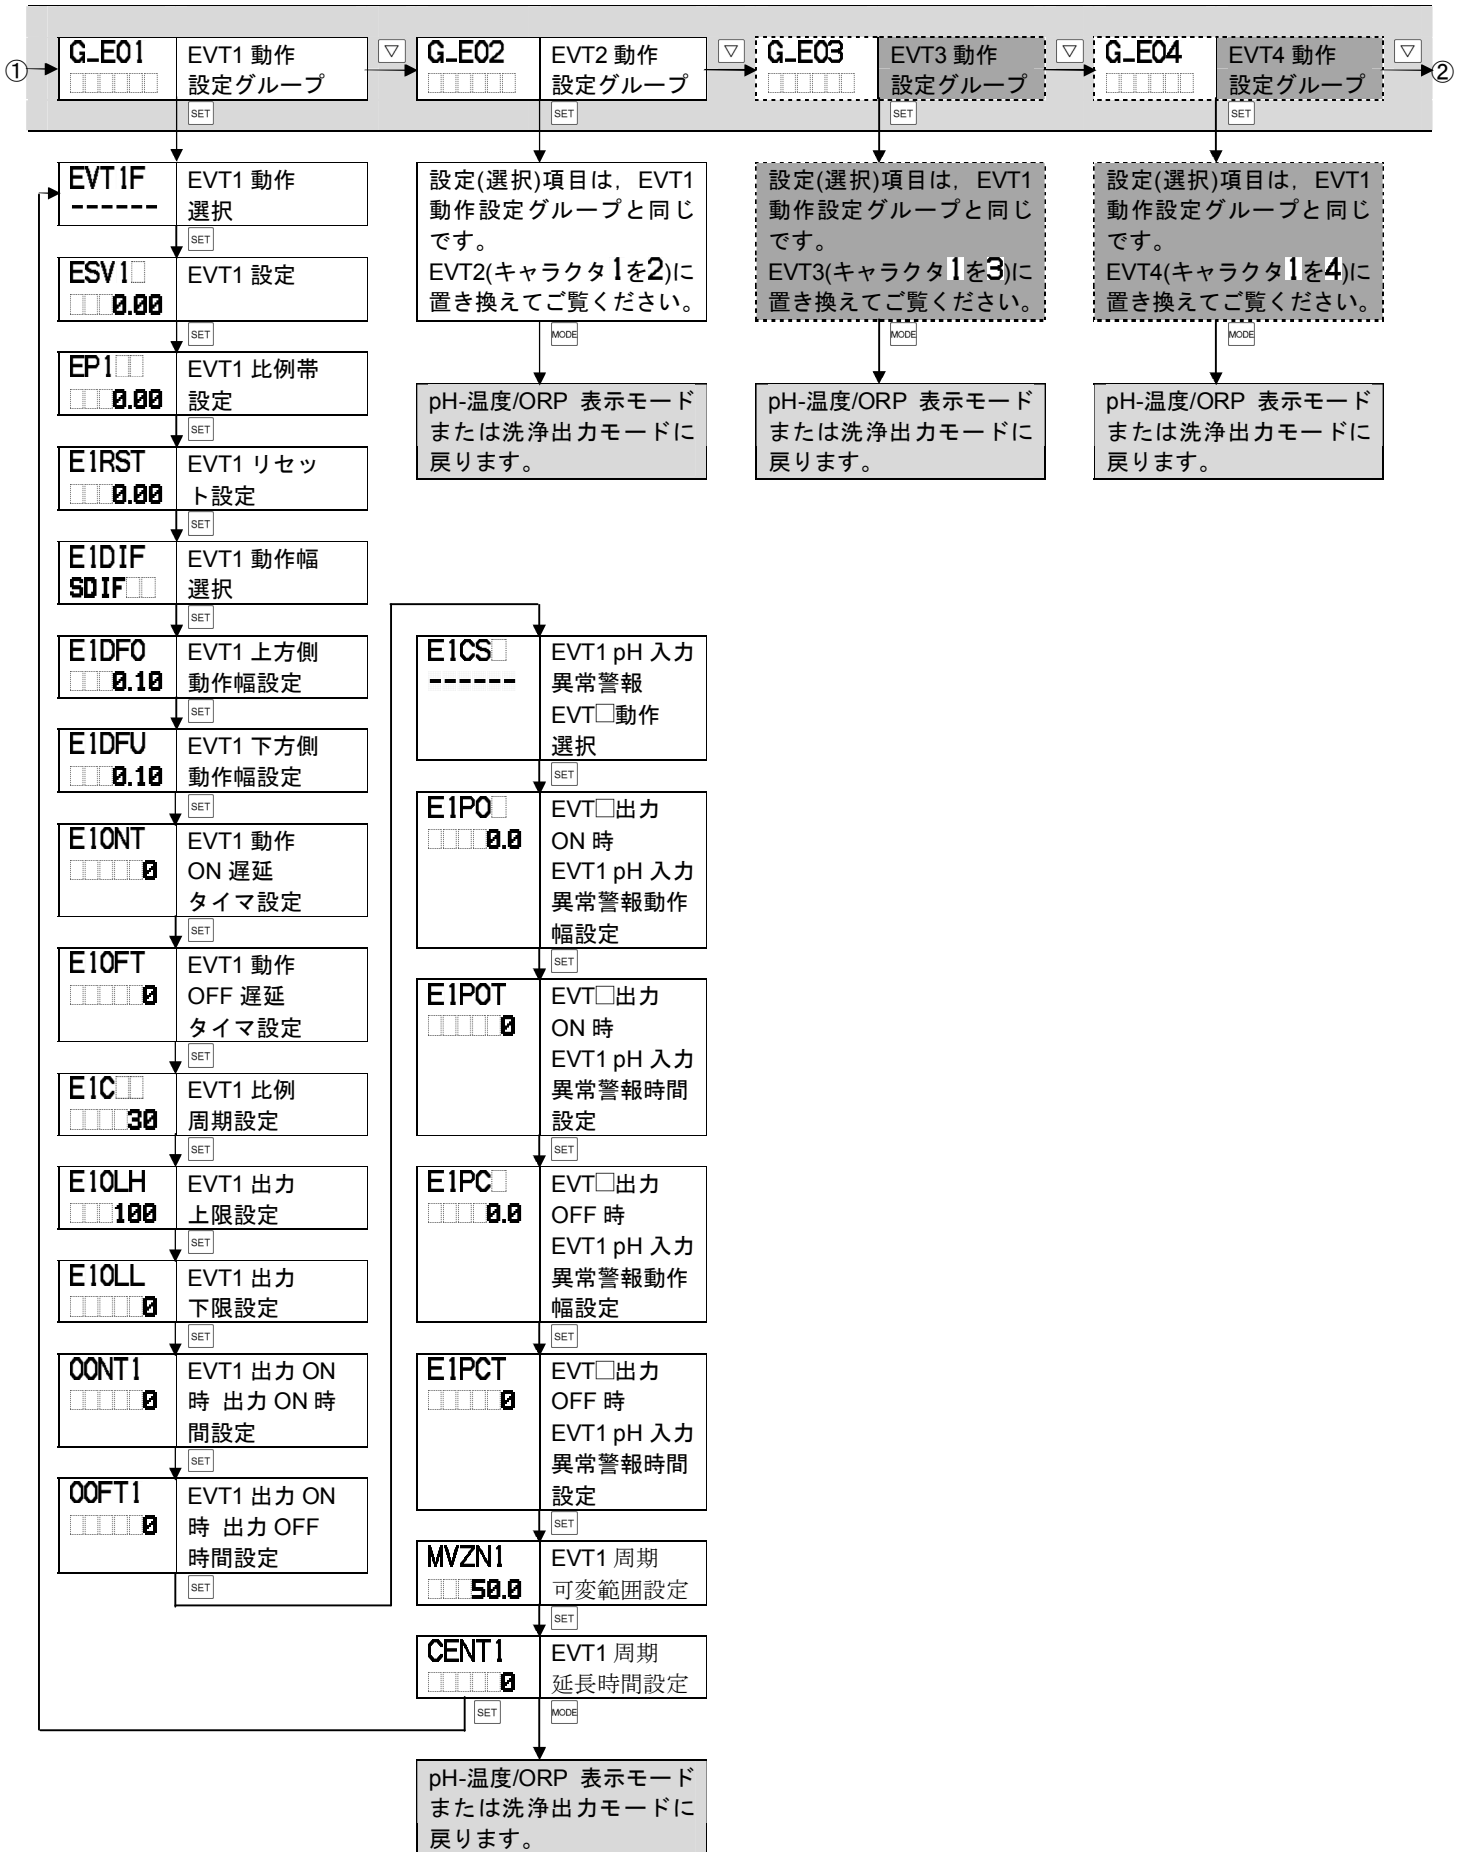 ①
G_E01
EVT1 動作
設定グループ
▽
SET
G_E02
EVT2 動作
設定グループ
▽
SET
G_E03
EVT3 動作
設定グループ
▽
SET
G_E04
EVT4 動作
設定グループ
▽
SET
②
EVT1F
------
EVT1 動作
選択
SET
ESV1□
□□0.00
EVT1 設定
SET
EP1□□
□□□0.00
EVT1 比例帯
設定
SET
E1RST
□□□0.00
EVT1 リセッ
ト設定
SET
E1DIF
SDIF□□
EVT1 動作幅
選択
SET
E1DFO
□□□0.10
EVT1 上方側
動作幅設定
SET
E1DFU
□□□0.10
EVT1 下方側
動作幅設定
SET
E1ONT
□□□□□0
EVT1 動作
ON 遅延
タイマ設定
SET
E1OFT
□□□□□0
EVT1 動作
OFF 遅延
タイマ設定
SET
E1C□□
□□□□30
EVT1 比例
周期設定
SET
E1OLH
□□□100
EVT1 出力
上限設定
SET
E1OLL
□□□□□0
EVT1 出力
下限設定
SET
OONT1
□□□□□0
EVT1 出力 ON
時 出力 ON 時
間設定
SET
OOFT1
□□□□□0
EVT1 出力 ON
時 出力 OFF
時間設定
SET
設定(選択)項目は，EVT1
動作設定グループと同じ
です。
EVT2(キャラクタ1を2)に
置き換えてご覧ください。
MODE
pH-温度/ORP 表示モード
または洗浄出力モードに
戻ります。
設定(選択)項目は，EVT1
動作設定グループと同じ
です。
EVT3(キャラクタ1を3)に
置き換えてご覧ください。
MODE
pH-温度/ORP 表示モード
または洗浄出力モードに
戻ります。
設定(選択)項目は，EVT1
動作設定グループと同じ
です。
EVT4(キャラクタ1を4)に
置き換えてご覧ください。
MODE
pH-温度/ORP 表示モード
または洗浄出力モードに
戻ります。
E1CS□
------
EVT1 pH 入力
異常警報
EVT□動作
選択
SET
E1PO□
□□□□0.0
EVT□出力
ON 時
EVT1 pH 入力
異常警報動作
幅設定
SET
E1POT
□□□□□0
EVT□出力
ON 時
EVT1 pH 入力
異常警報時間
設定
SET
E1PC□
□□□□0.0
EVT□出力
OFF 時
EVT1 pH 入力
異常警報動作
幅設定
SET
E1PCT
□□□□□0
EVT□出力
OFF 時
EVT1 pH 入力
異常警報時間
設定
SET
MVZN1
□□□50.0
EVT1 周期
可変範囲設定
SET
CENT1
□□□□□0
EVT1 周期
延長時間設定
SET
MODE
pH-温度/ORP 表示モード
または洗浄出力モードに
戻ります。